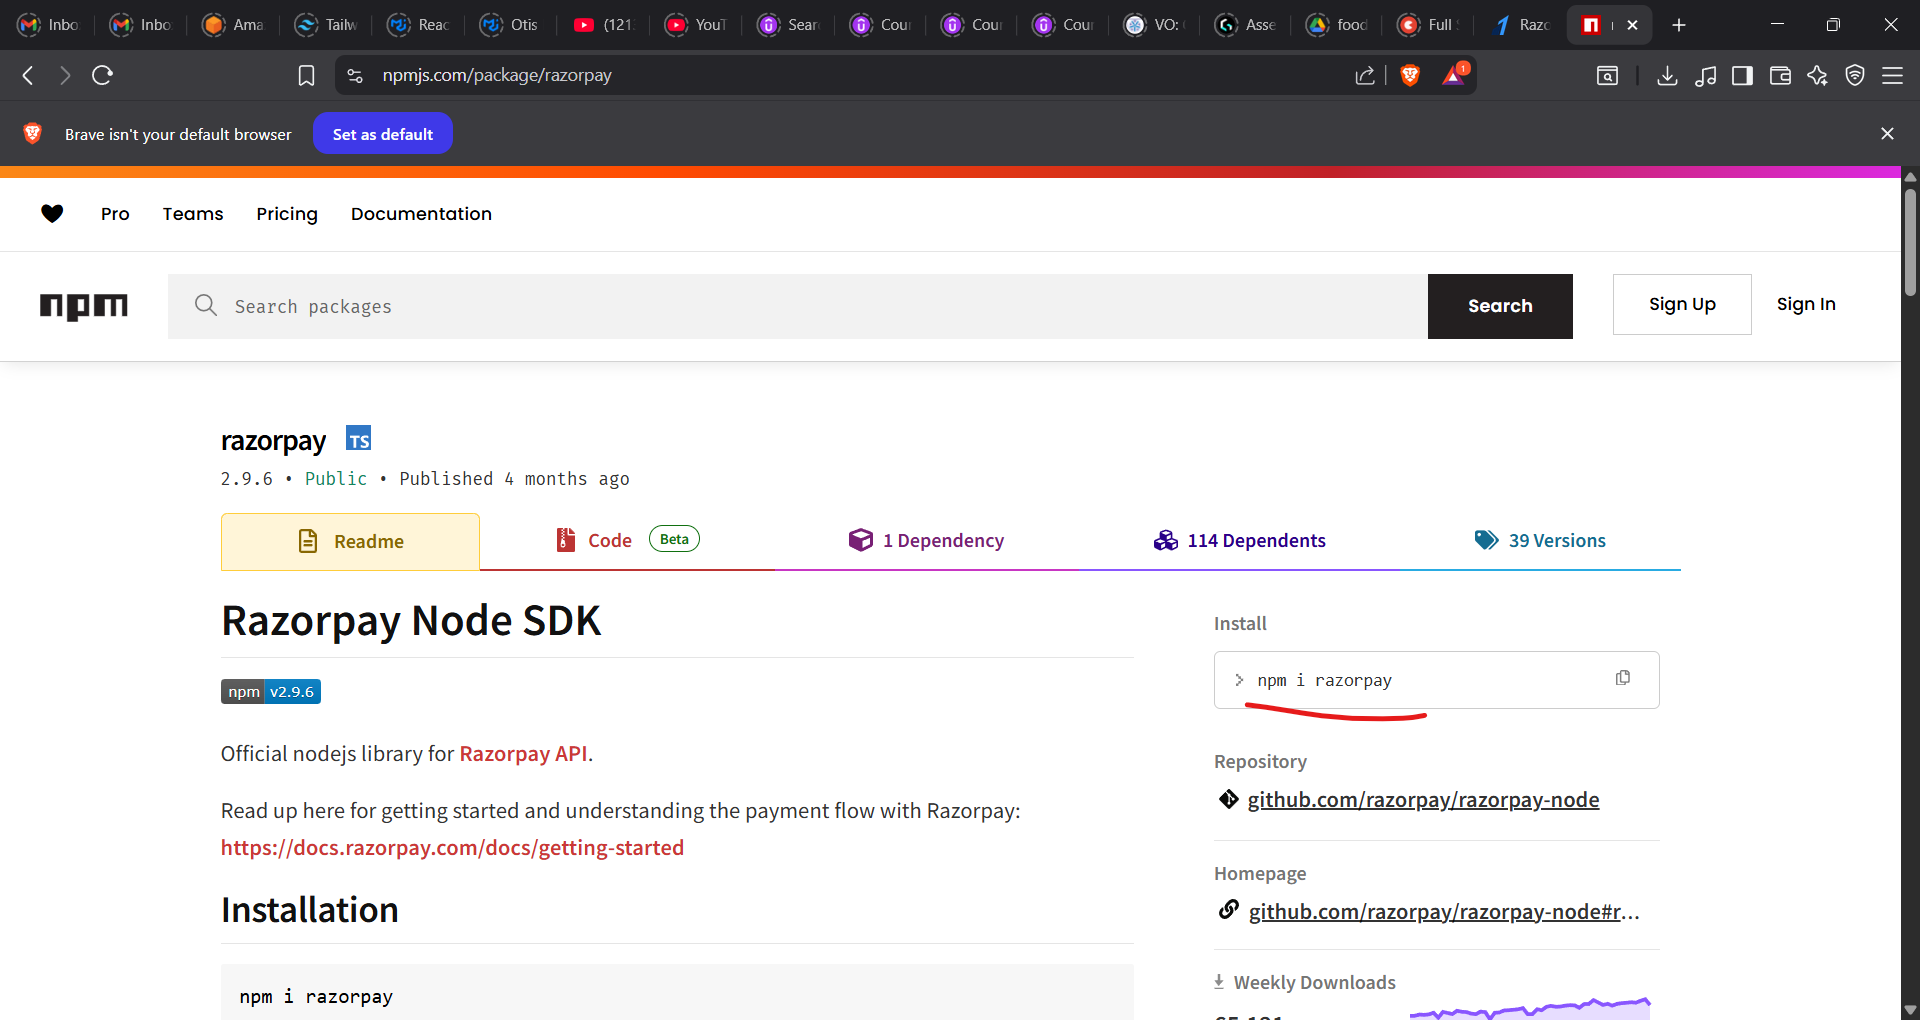 Inbo
Inbo
Ama
Tailw
Reac
Otis
(121
YouT
Sear
Cour
Cour
Cour
VO:
Asse
food
Full
Razo
npmjs.com/package/razorpay
1
Brave isn't your default browser
Set as default
Pro
Teams
Pricing
Documentation
npm
Search packages
Search
Sign Up
Sign In
razorpay TS
2.9.6 • Public • Published 4 months ago
Readme
Code Beta
1 Dependency
114 Dependents
39 Versions
Razorpay Node SDK
npm v2.9.6
Official nodejs library for Razorpay API.
Read up here for getting started and understanding the payment flow with Razorpay:
https://docs.razorpay.com/docs/getting-started
Installation
npm i razorpay
Install
npm i razorpay
Repository
github.com/razorpay/razorpay-node
Homepage
github.com/razorpay/razorpay-node#r...
Weekly Downloads